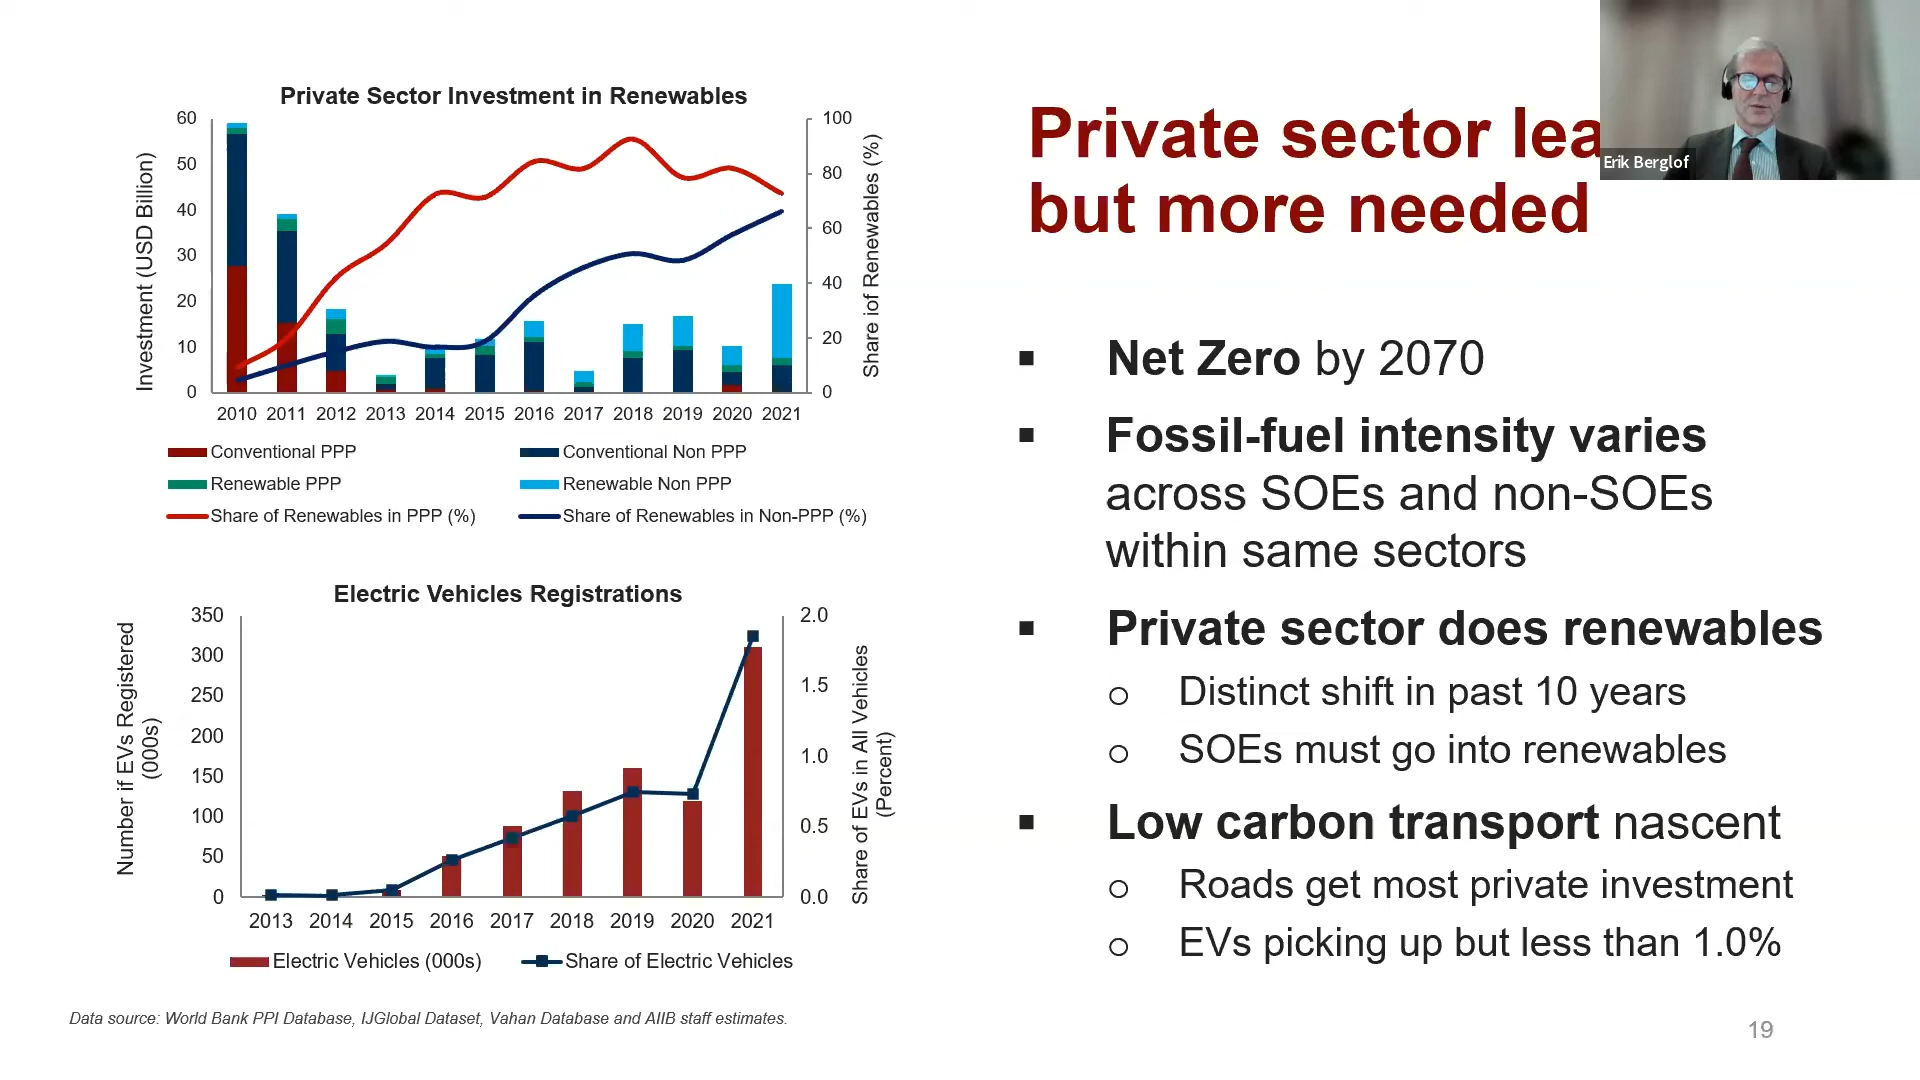 Private Sector Investment in Renewables
Investment (USD Billion)
60
50
40
30
20
10
0
100
80
60
40
20
0
Share iof Renewables (%)
2010 2011 2012 2013 2014 2015 2016 2017 2018 2019 2020 2021
Conventional PPP
Conventional Non PPP
Renewable PPP
Renewable Non PPP
Share of Renewables in PPP (%)
Share of Renewables in Non-PPP (%)
Electric Vehicles Registrations
Number if EVs Registered
(000s)
350
300
250
200
150
100
50
0
2.0
1.5
1.0
0.5
0.0
Share of EVs in All Vehicles
(Percent)
2013 2014 2015 2016 2017 2018 2019 2020 2021
Electric Vehicles (000s)
Share of Electric Vehicles
Data source: World Bank PPI Database, IJGlobal Dataset, Vahan Database and AIIB staff estimates.
Private sector lea
but more needed
Erik Berglof
▪ Net Zero by 2070
▪ Fossil-fuel intensity varies
across SOEs and non-SOEs
within same sectors
▪ Private sector does renewables
o Distinct shift in past 10 years
o SOEs must go into renewables
▪ Low carbon transport nascent
o Roads get most private investment
o EVs picking up but less than 1.0%
19